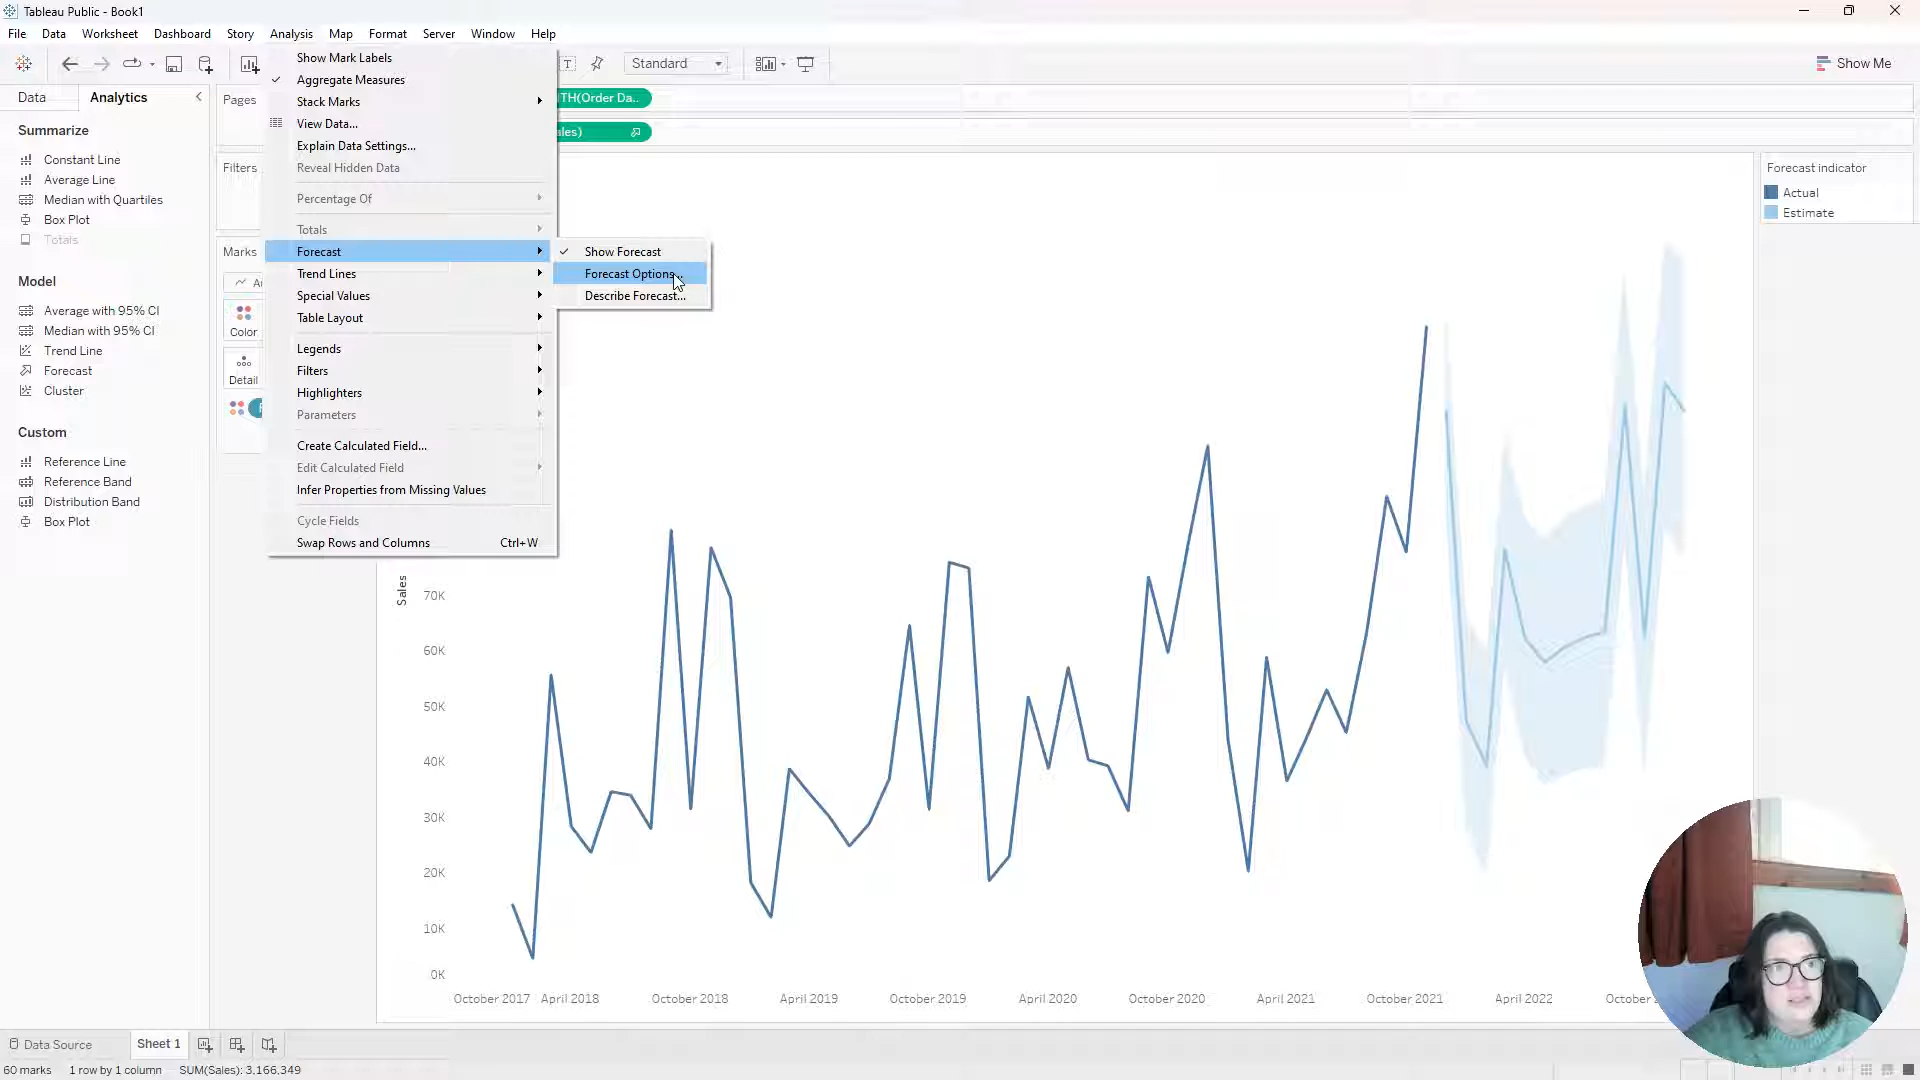 Tableau Public - Book1
File Data Worksheet Dashboard Story Analysis Map Format Server Window Help
Standard
Show Me
Data
Analytics
Summarize
Constant Line
Average Line
Median with Quartiles
Box Plot
Totals
Model
Average with 95% CI
Median with 95% CI
Trend Line
Forecast
Cluster
Custom
Reference Line
Reference Band
Distribution Band
Box Plot
Pages
Filters
Marks
Color
Detail
Show Mark Labels
Aggregate Measures
Stack Marks
View Data...
Explain Data Settings...
Reveal Hidden Data
Percentage Of
Totals
Forecast
Trend Lines
Special Values
Table Layout
Legends
Filters
Highlighters
Parameters
Create Calculated Field...
Edit Calculated Field
Infer Properties from Missing Values
Cycle Fields
Swap Rows and Columns Ctrl+W
Show Forecast
Forecast Options...
Describe Forecast...
TH(Order Da..
ales)
Forecast indicator
Actual
Estimate
Sales
70K
60K
50K
40K
30K
20K
10K
0K
October 2017 April 2018 October 2018 April 2019 October 2019 April 2020 October 2020 April 2021 October 2021 April 2022
Data Source
Sheet 1
60 marks 1 row by 1 column SUM(Sales): 3,166,349